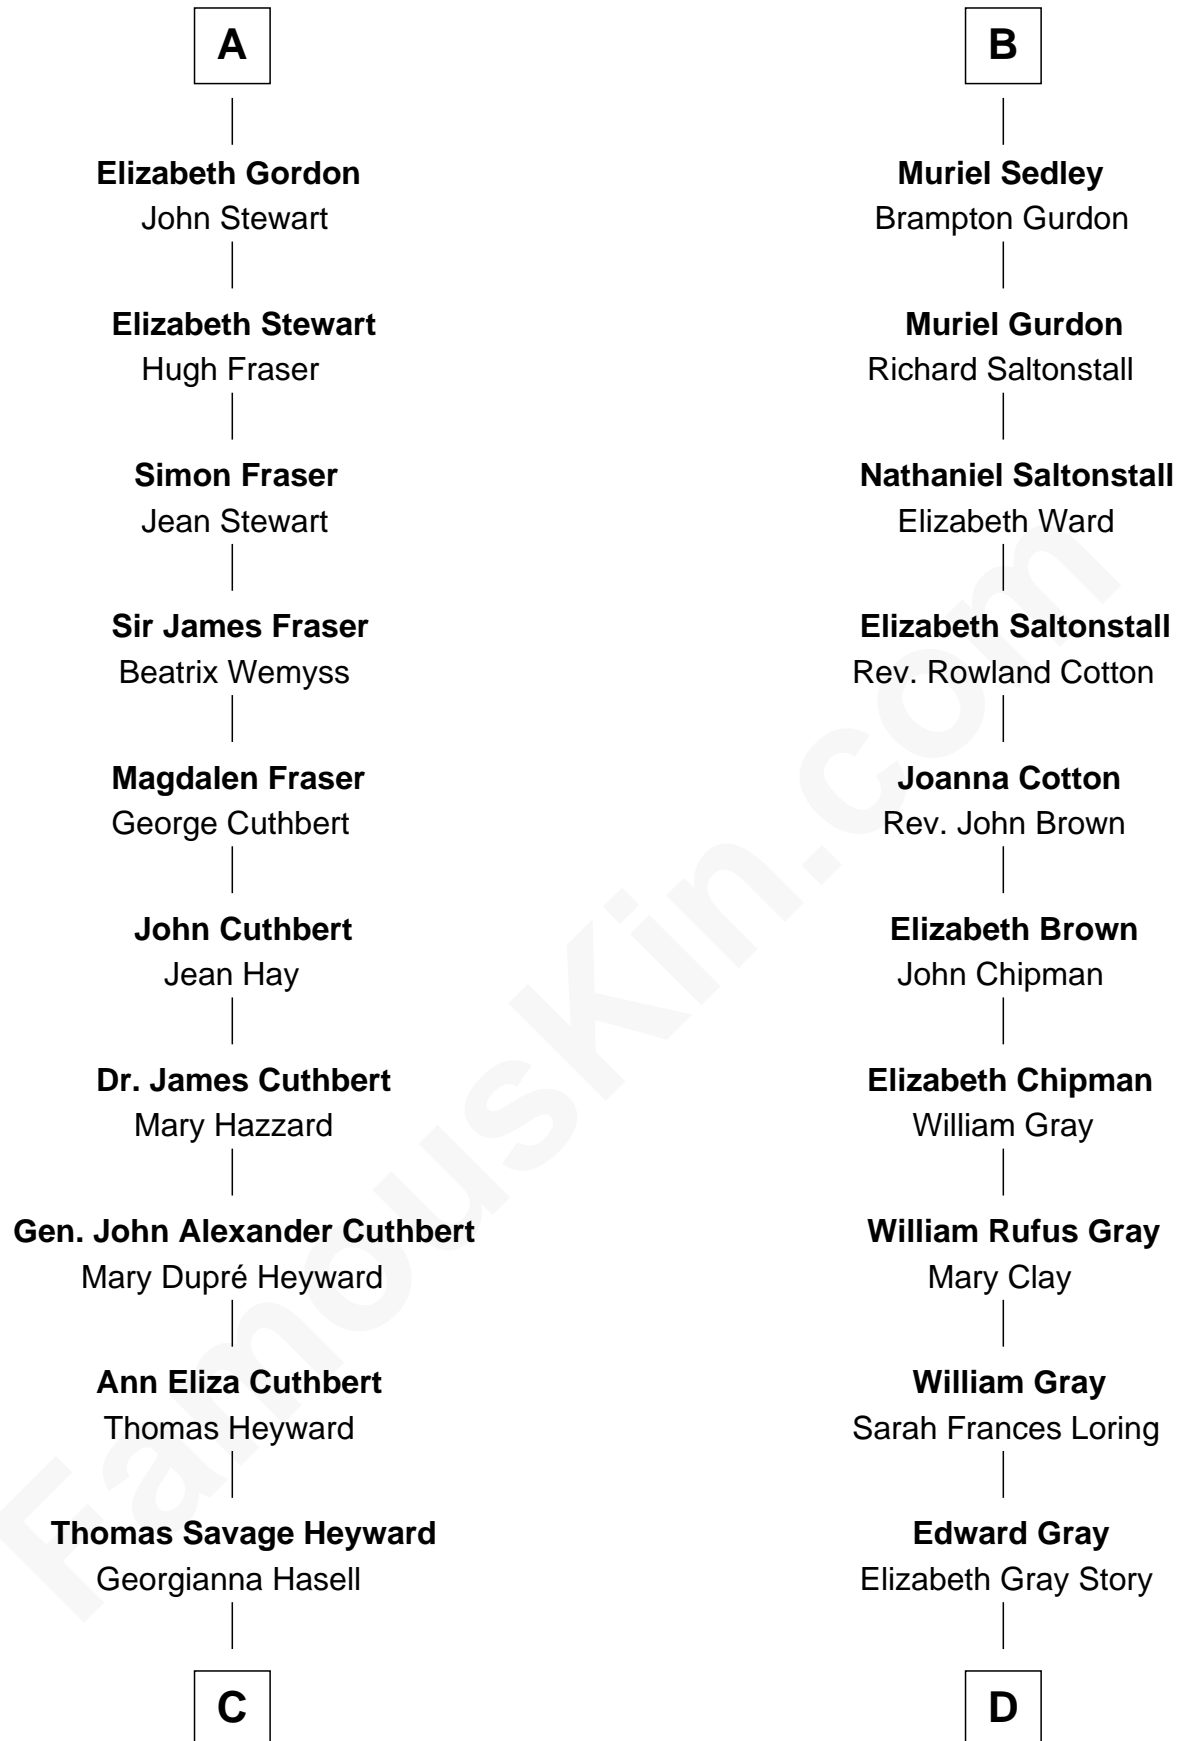 A
Elizabeth Gordon
John Stewart
Elizabeth Stewart
Hugh Fraser
Simon Fraser
Jean Stewart
Sir James Fraser
Beatrix Wemyss
Magdalen Fraser
George Cuthbert
John Cuthbert
Jean Hay
Dr. James Cuthbert
Mary Hazzard
Gen. John Alexander Cuthbert
Mary Dupré Heyward
Ann Eliza Cuthbert
Thomas Heyward
Thomas Savage Heyward
Georgianna Hasell
C
B
Muriel Sedley
Brampton Gurdon
Muriel Gurdon
Richard Saltonstall
Nathaniel Saltonstall
Elizabeth Ward
Elizabeth Saltonstall
Rev. Rowland Cotton
Joanna Cotton
Rev. John Brown
Elizabeth Brown
John Chipman
Elizabeth Chipman
William Gray
William Rufus Gray
Mary Clay
William Gray
Sarah Frances Loring
Edward Gray
Elizabeth Gray Story
D
FamousKin.com